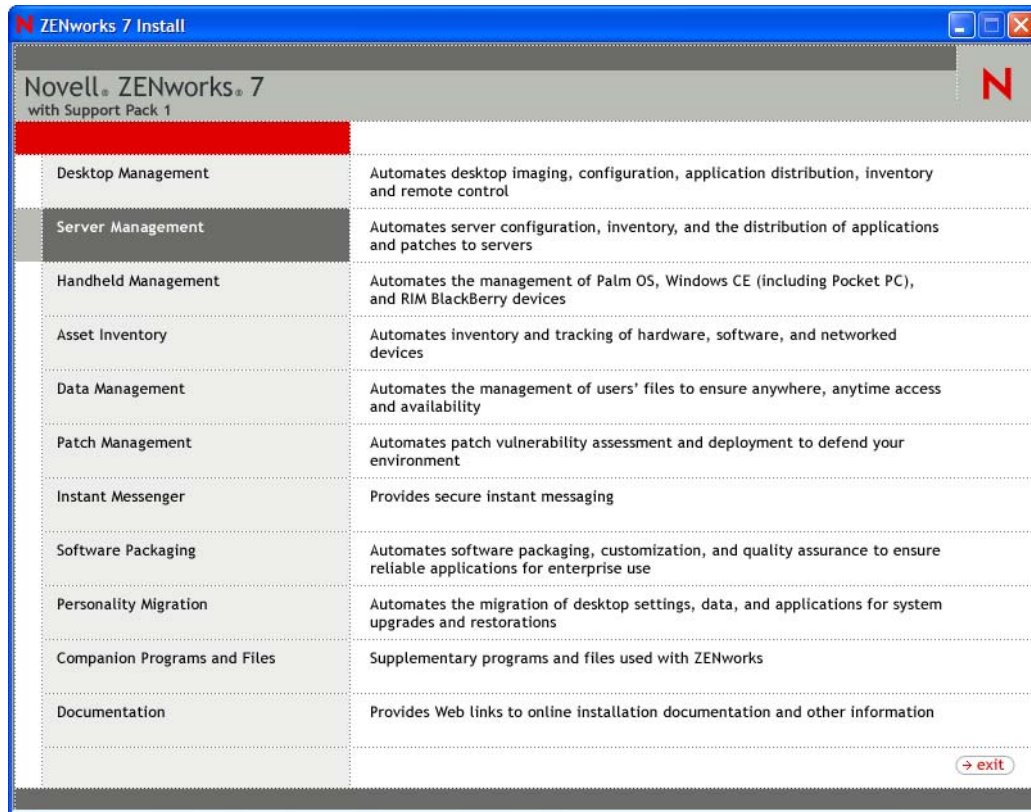 ZENworks 7 Install
Novell® ZENworks® 7
with Support Pack 1
N
Desktop Management
Automates desktop imaging, configuration, application distribution, inventory
and remote control
Server Management
Automates server configuration, inventory, and the distribution of applications
and patches to servers
Handheld Management
Automates the management of Palm OS, Windows CE (including Pocket PC),
and RIM BlackBerry devices
Asset Inventory
Automates inventory and tracking of hardware, software, and networked
devices
Data Management
Automates the management of users’ files to ensure anywhere, anytime access
and availability
Patch Management
Automates patch vulnerability assessment and deployment to defend your
environment
Instant Messenger
Provides secure instant messaging
Software Packaging
Automates software packaging, customization, and quality assurance to ensure
reliable applications for enterprise use
Personality Migration
Automates the migration of desktop settings, data, and applications for system
upgrades and restorations
Companion Programs and Files
Supplementary programs and files used with ZENworks
Documentation
Provides Web links to online installation documentation and other information
→ exit